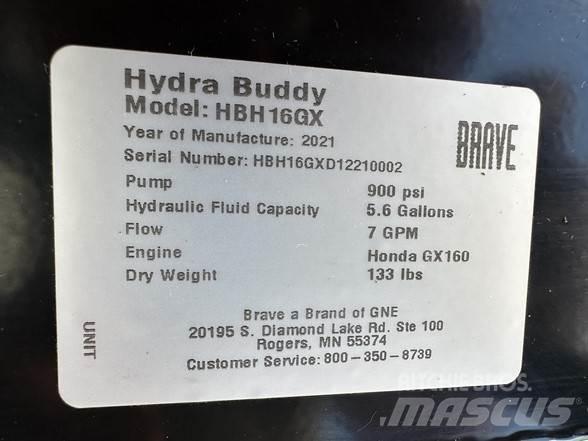 Hydra Buddy
Model: HBH16GX
Year of Manufacture: 2021
Serial Number: HBH16GXD12210002
BRAVE
Pump 900 psi
Hydraulic Fluid Capacity 5.6 Gallons
Flow 7 GPM
Engine Honda GX160
Dry Weight 133 lbs
UNIT
Brave a Brand of GNE
20195 S. Diamond Lake Rd. Ste 100
Rogers, MN 55374
Customer Service: 800-350-8739
BRITCHIE BROS.
MASCUS